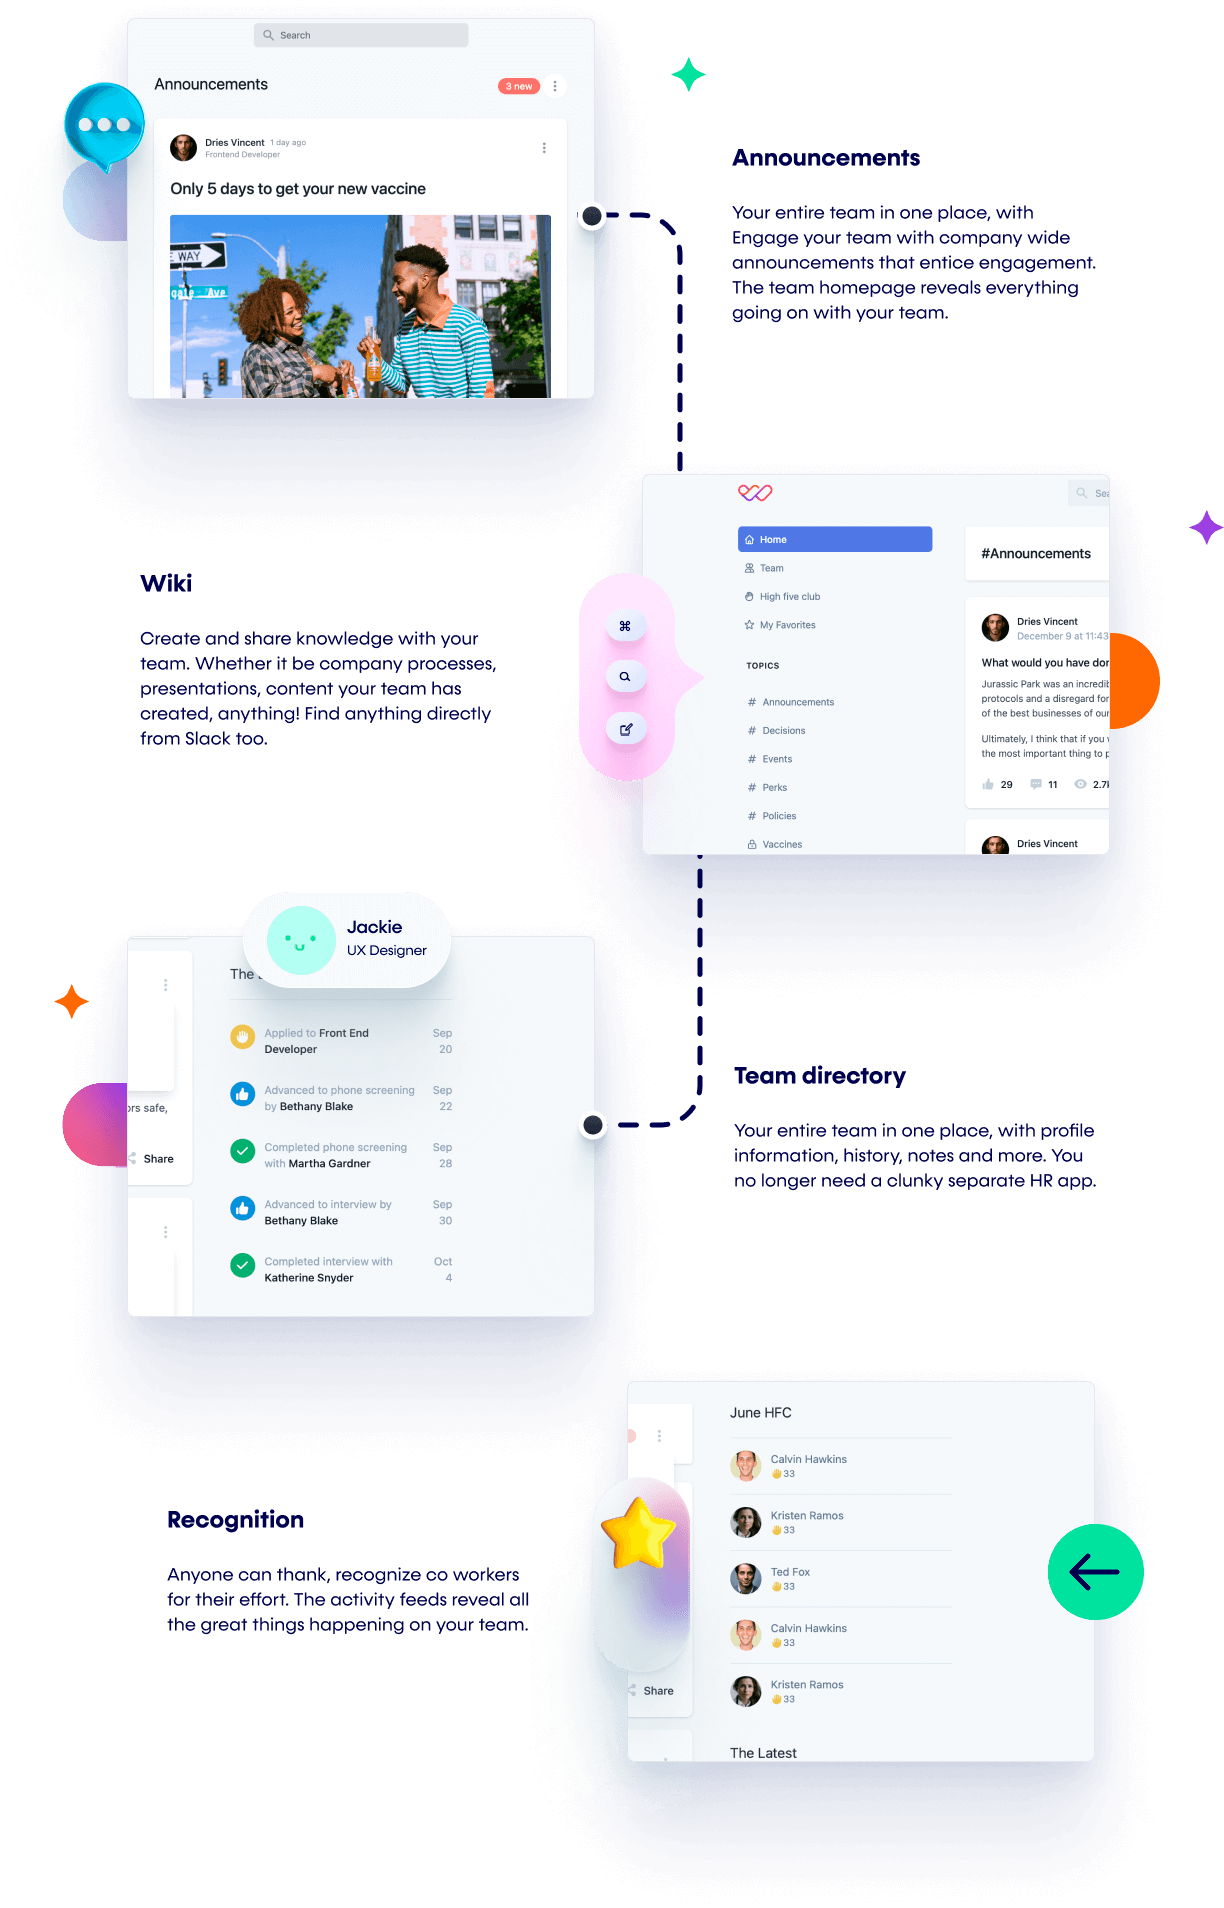 Search
Announcements
3 new
Dries Vincent 1 day ago
Frontend Developer
Only 5 days to get your new vaccine
WAY
Ave
Announcements
Your entire team in one place, with
Engage your team with company wide
announcements that entice engagement.
The team homepage reveals everything
going on with your team.
Wiki
Create and share knowledge with your
team. Whether it be company processes,
presentations, content your team has
created, anything! Find anything directly
from Slack too.
Home
Team
High five club
My Favorites
TOPICS
# Announcements
# Decisions
# Events
# Perks
# Policies
Vaccines
Sea
#Announcements
Dries Vincent
December 9 at 11:43
What would you have dor
Jurassic Park was an incredib
protocols and a disregard for
of the best businesses of our
Ultimately, I think that if you v
the most important thing to p
29 11 2.7k
Dries Vincent
Jackie
UX Designer
The
Applied to Front End Developer Sep 20
Advanced to phone screening by Bethany Blake Sep 22
Completed phone screening with Martha Gardner Sep 28
Advanced to interview by Bethany Blake Sep 30
Completed interview with Katherine Snyder Oct 4
ors safe,
Share
Team directory
Your entire team in one place, with profile
information, history, notes and more. You
no longer need a clunky separate HR app.
Recognition
Anyone can thank, recognize co workers
for their effort. The activity feeds reveal all
the great things happening on your team.
June HFC
Calvin Hawkins
33
Kristen Ramos
33
Ted Fox
33
Calvin Hawkins
33
Kristen Ramos
33
Share
The Latest